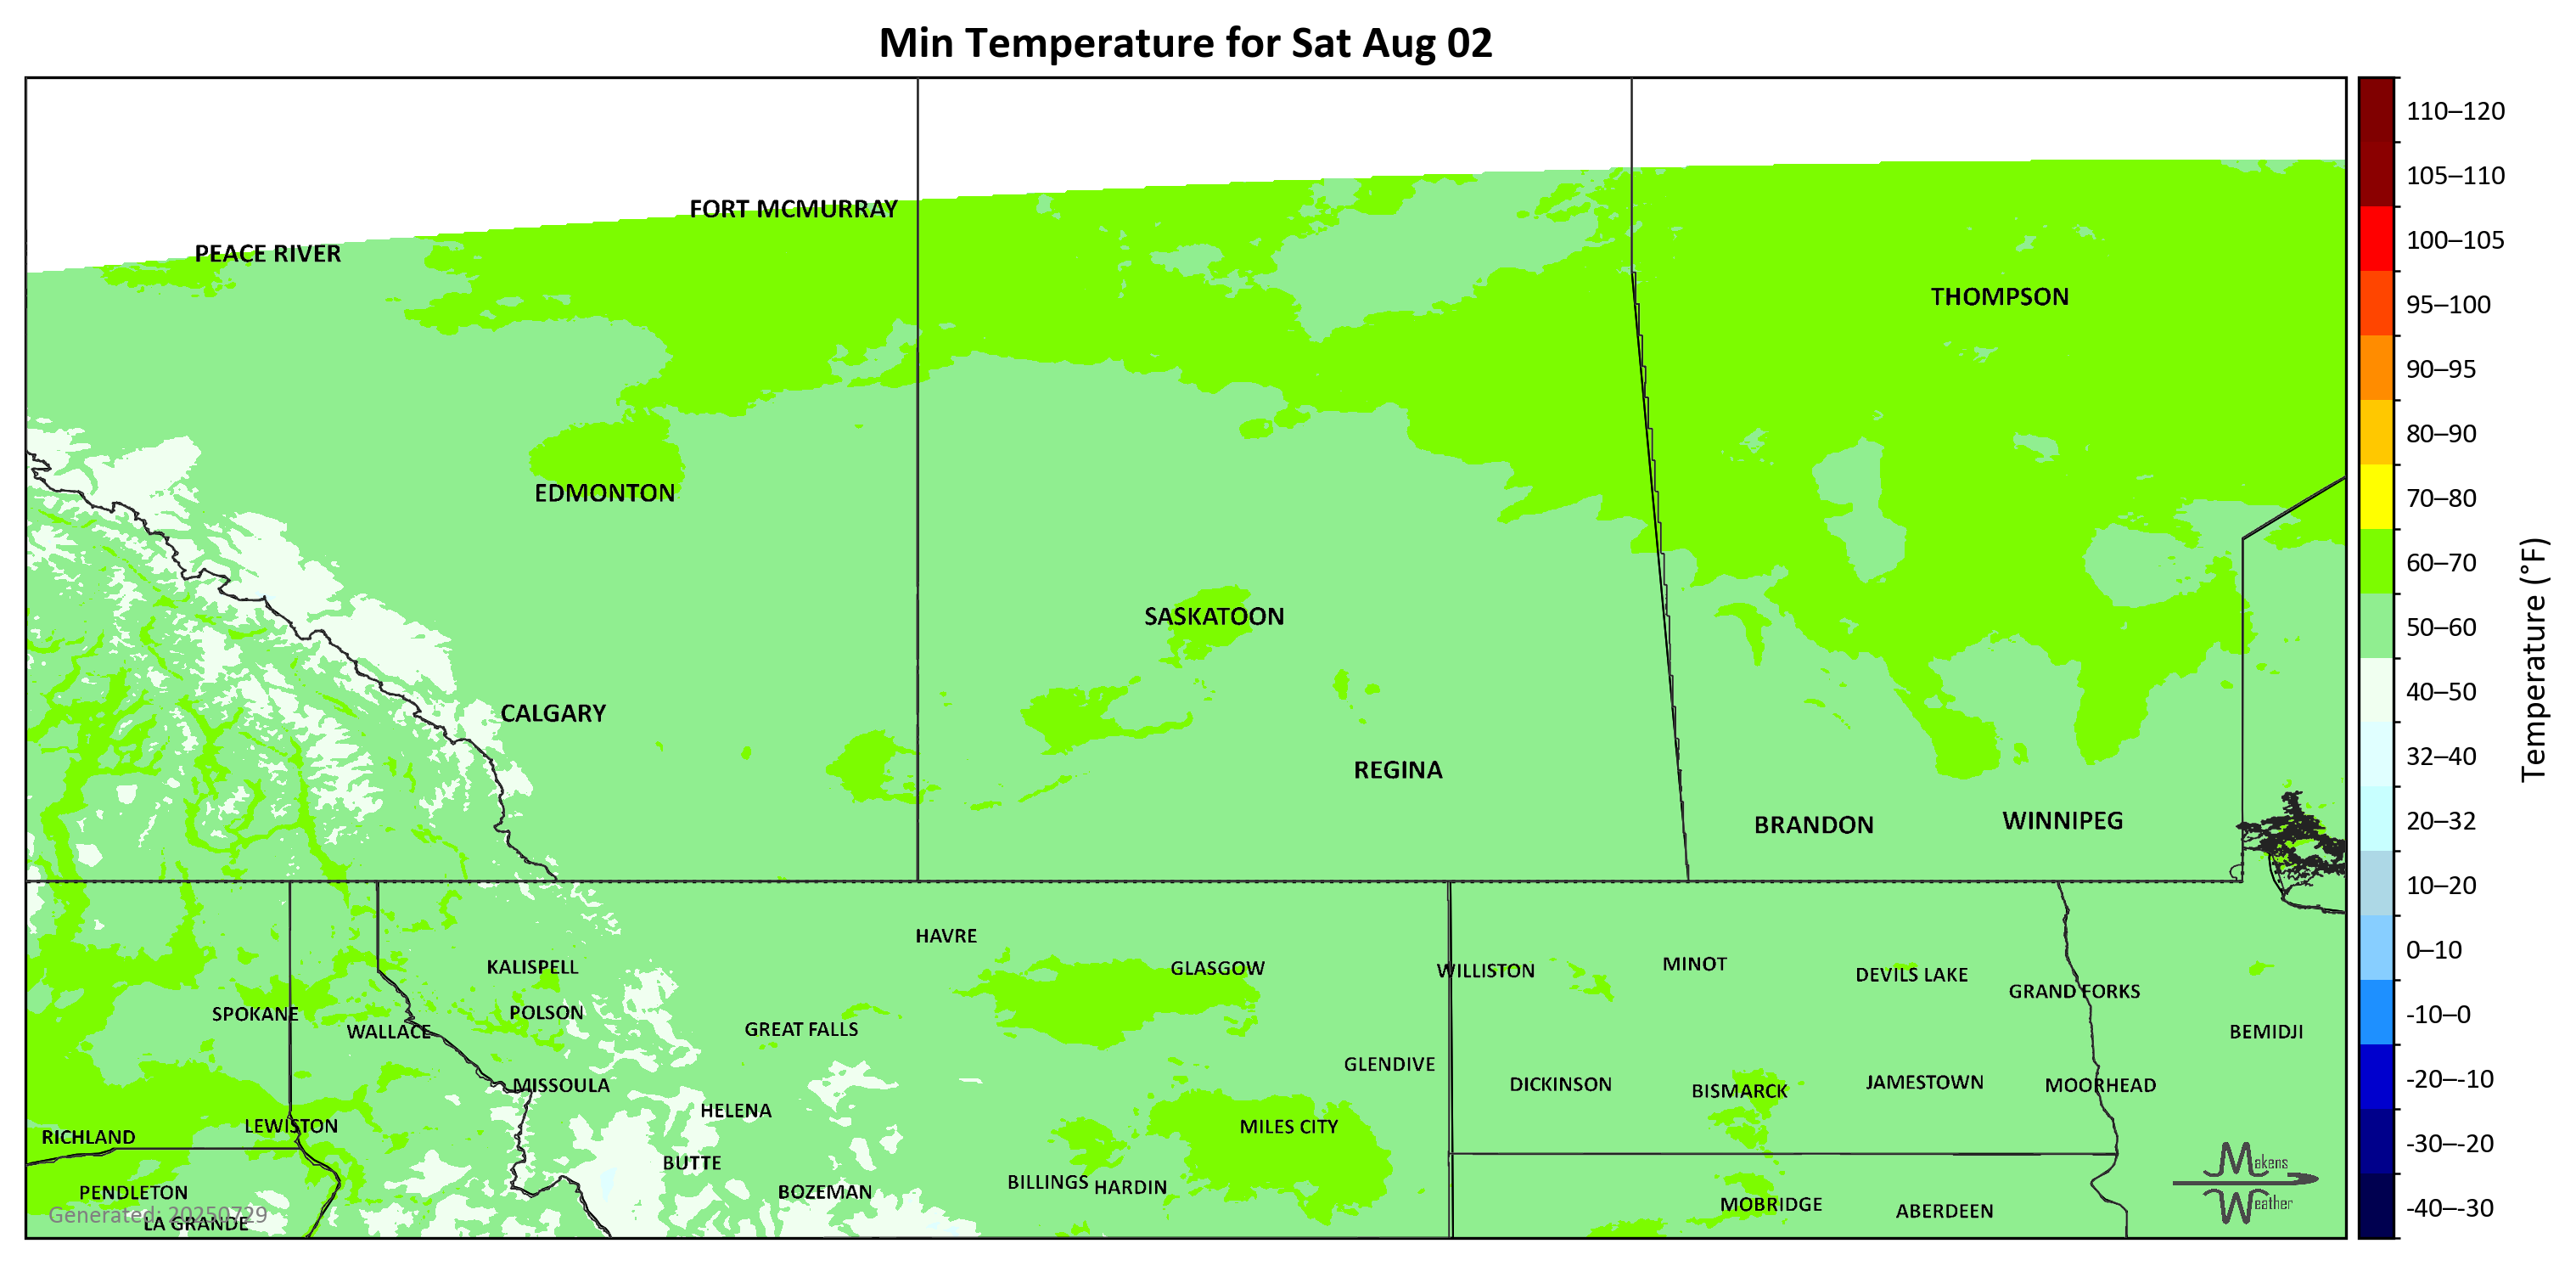 Min Temperature for Sat Aug 02
FORT MCMURRAY
PEACE RIVER
THOMPSON
EDMONTON
SASKATOON
CALGARY
REGINA
BRANDON
WINNIPEG
HAVRE
KALISPELL
GLASGOW
WILLISTON
MINOT
DEVILS LAKE
GRAND FORKS
SPOKANE
POLSON
WALLACE
GREAT FALLS
BEMIDJI
GLENDIVE
MISSOULA
DICKINSON
BISMARCK
JAMESTOWN
MOORHEAD
HELENA
LEWISTON
MILES CITY
RICHLAND
BUTTE
BILLINGS
HARDIN
BOZEMAN
PENDLETON
MOBRIDGE
ABERDEEN
Generated: 20250729
LA GRANDE
Makens
Weather
110–120
105–110
100–105
95–100
90–95
80–90
70–80
60–70
50–60
40–50
32–40
20–32
10–20
0–10
-10–0
-20–-10
-30–-20
-40–-30
Temperature (°F)